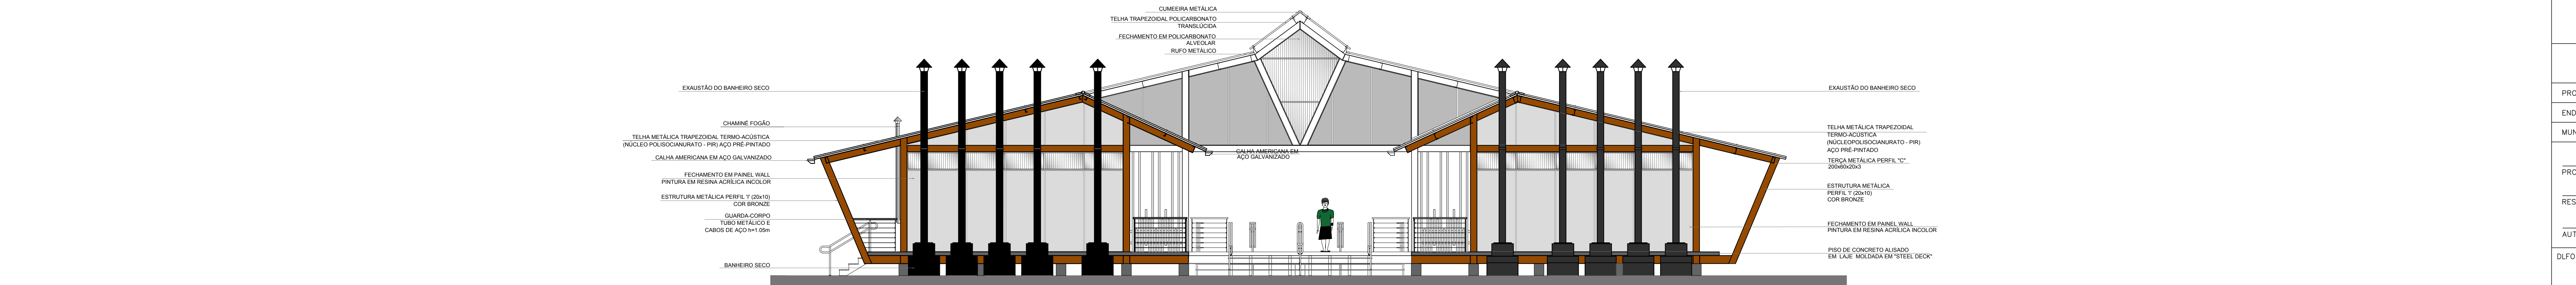 CUMEEIRA METÁLICA
TELHA TRAPEZOIDAL POLICARBONATO
TRANSLÚCIDA
FECHAMENTO EM POLICARBONATO
ALVEOLAR
RUFO METÁLICO
EXAUSTÃO DO BANHEIRO SECO
CHAMINÉ FOGÃO
TELHA METÁLICA TRAPEZOIDAL TERMO-ACÚSTICA
(NÚCLEO POLISOCIANURATO - PIR) AÇO PRÉ-PINTADO
CALHA AMERICANA EM AÇO GALVANIZADO
FECHAMENTO EM PAINEL WALL
PINTURA EM RESINA ACRÍLICA INCOLOR
ESTRUTURA METÁLICA PERFIL 'I' (20x10)
COR BRONZE
GUARDA-CORPO
TUBO METÁLICO E
CABOS DE AÇO h=1.05m
BANHEIRO SECO
CALHA AMERICANA EM
AÇO GALVANIZADO
EXAUSTÃO DO BANHEIRO SECO
TELHA METÁLICA TRAPEZOIDAL
TERMO-ACÚSTICA
(NÚCLEOPOLISOCIANURATO - PIR)
AÇO PRÉ-PINTADO
TERÇA METÁLICA PERFIL "C"
200x60x20x3
ESTRUTURA METÁLICA
PERFIL 'I' (20x10)
COR BRONZE
FECHAMENTO EM PAINEL WALL
PINTURA EM RESINA ACRÍLICA INCOLOR
PISO DE CONCRETO ALISADO
EM LAJE MOLDADA EM "STEEL DECK"
PRO
END
MUN
PRO
RES
AUT
DLFO